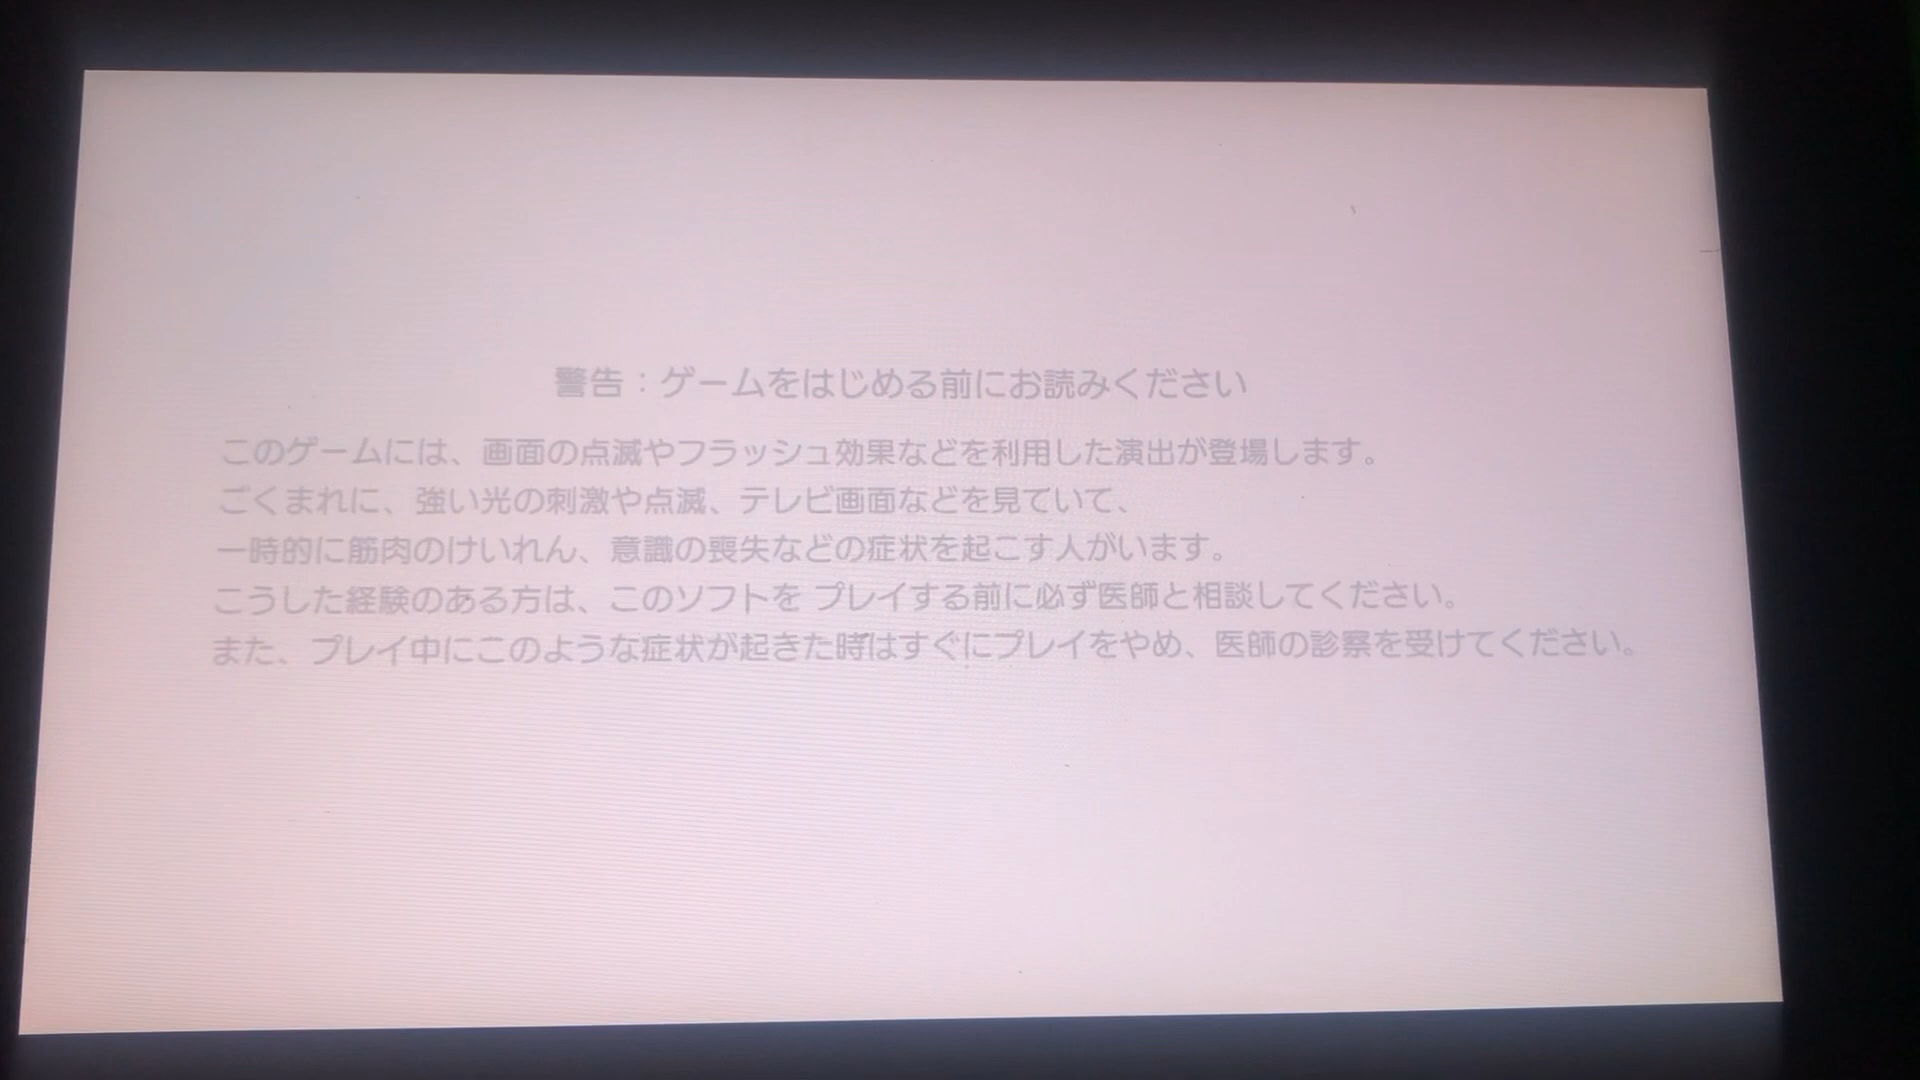 警告：ゲームをはじめる前にお読みください
このゲームには、画面の点滅やフラッシュ効果などを利用した演出が登場します。
ごくまれに、強い光の刺激や点滅、テレビ画面などを見ていて、
一時的に筋肉のけいれん、意識の喪失などの症状を起こす人がいます。
こうした経験のある方は、このソフトを プレイする前に必ず医師と相談してください。
また、プレイ中にこのような症状が起きた時はすぐにプレイをやめ、医師の診察を受けてください。